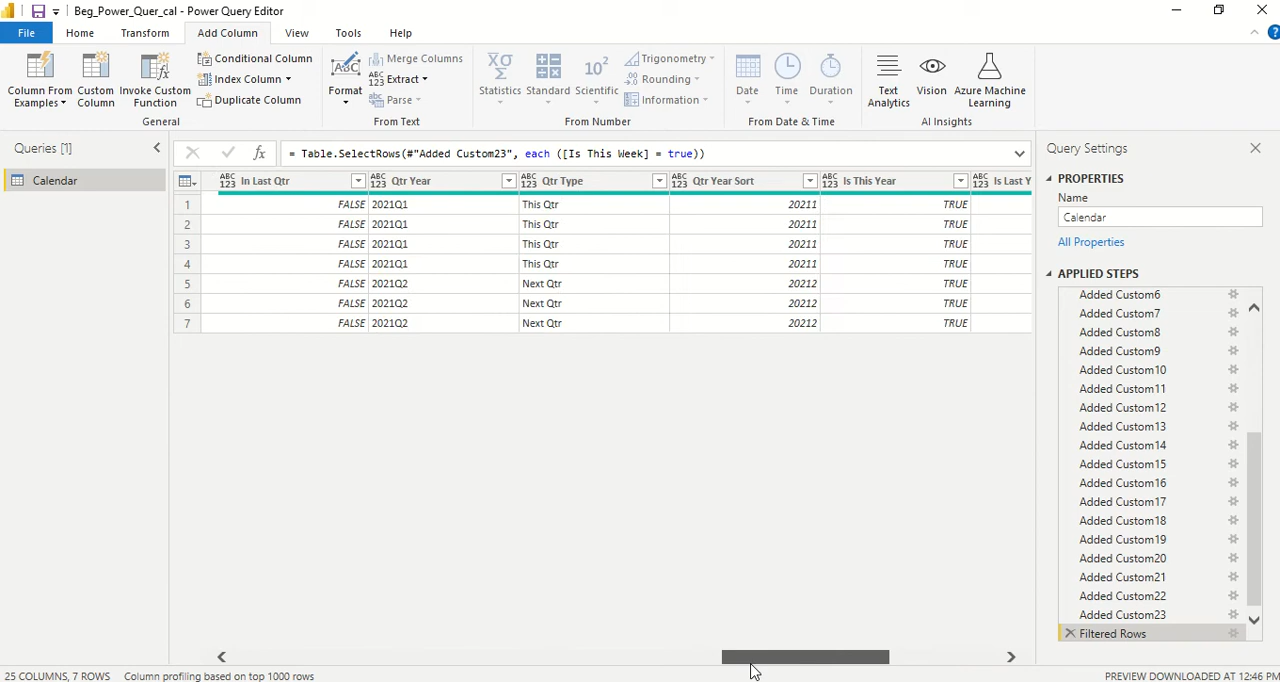 Beg_Power_Quer_cal - Power Query Editor
File Home Transform Add Column View Tools Help
Column From Examples
Custom Column
Invoke Custom Function
Conditional Column
Index Column
Duplicate Column
General
Format
Merge Columns
Extract
Parse
From Text
Statistics
Standard
Scientific
Trigonometry
Rounding
Information
From Number
Date
Time
Duration
From Date & Time
Text Analytics
Vision
Azure Machine Learning
AI Insights
Queries [1]
Calendar
= Table.SelectRows(#"Added Custom23", each ([Is This Week] = true))
In Last Qtr Qtr Year Qtr Type Qtr Year Sort Is This Year Is Last Y
1 FALSE 2021Q1 This Qtr 20211 TRUE
2 FALSE 2021Q1 This Qtr 20211 TRUE
3 FALSE 2021Q1 This Qtr 20211 TRUE
4 FALSE 2021Q1 This Qtr 20211 TRUE
5 FALSE 2021Q2 Next Qtr 20212 TRUE
6 FALSE 2021Q2 Next Qtr 20212 TRUE
7 FALSE 2021Q2 Next Qtr 20212 TRUE
Query Settings
PROPERTIES
Name
Calendar
All Properties
APPLIED STEPS
Added Custom6
Added Custom7
Added Custom8
Added Custom9
Added Custom10
Added Custom11
Added Custom12
Added Custom13
Added Custom14
Added Custom15
Added Custom16
Added Custom17
Added Custom18
Added Custom19
Added Custom20
Added Custom21
Added Custom22
Added Custom23
Filtered Rows
25 COLUMNS, 7 ROWS Column profiling based on top 1000 rows
PREVIEW DOWNLOADED AT 12:46 PM